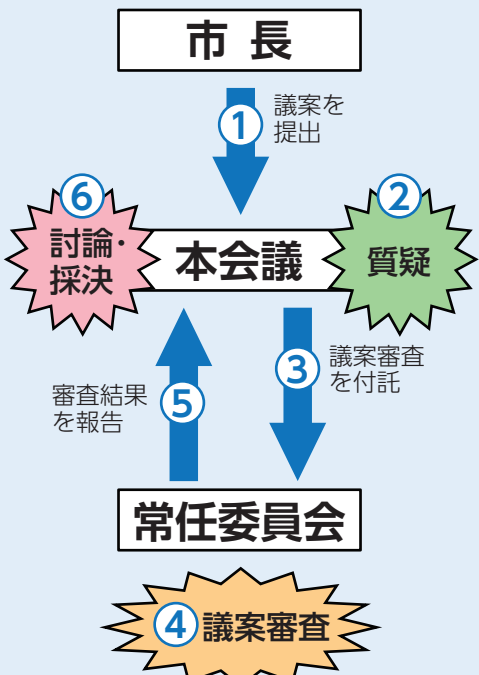 市 長
①
議案を
提出
⑥
討論・
採決
本会議
②
質疑
③
議案審査
を付託
審査結果
を報告
⑤
常任委員会
④議案審査